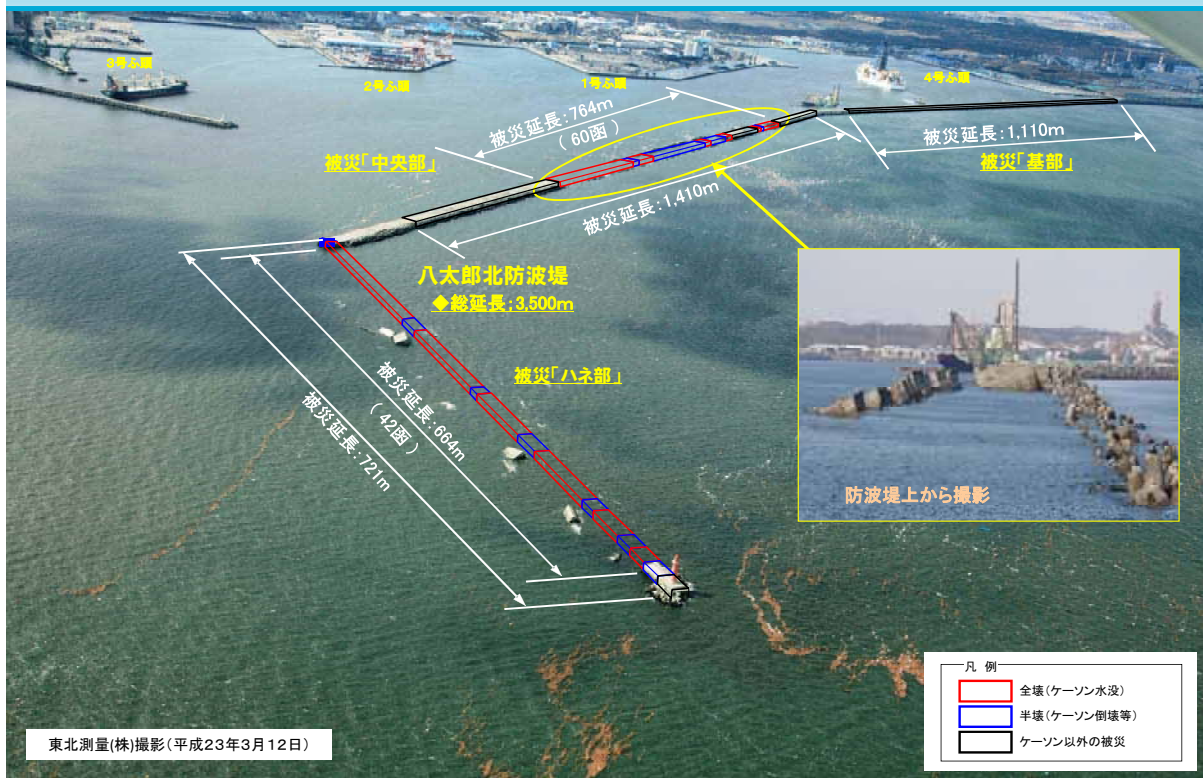 3号ふ頭
2号ふ頭
1号ふ頭
4号ふ頭
被災延長:764m
(60函)
被災延長:1,110m
被災「中央部」
被災「基部」
被災延長:1,410m
八太郎北防波堤
◆総延長;3,500m
被災「ハネ部」
被災延長:664m
(42函)
被災延長:721m
防波堤上から撮影
凡 例
全壊(ケーソン水没)
半壊(ケーソン倒壊等)
ケーソン以外の被災
東北測量(株)撮影(平成23年3月12日)